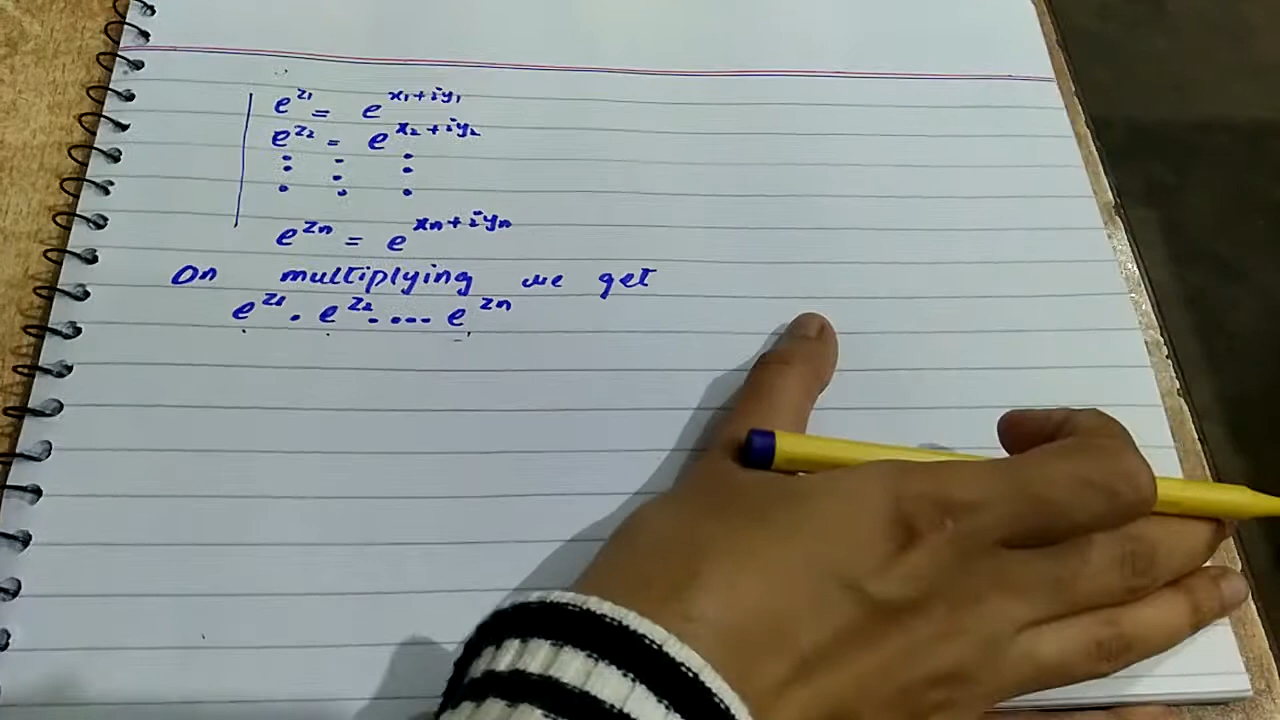 e^z1 = e^x1+iy1
e^z2 = e^x2+iy2
⋮ ⋮ ⋮
e^zn = e^xn+iyn
On multiplying we get
e^z1 . e^z2 . ... e^zn